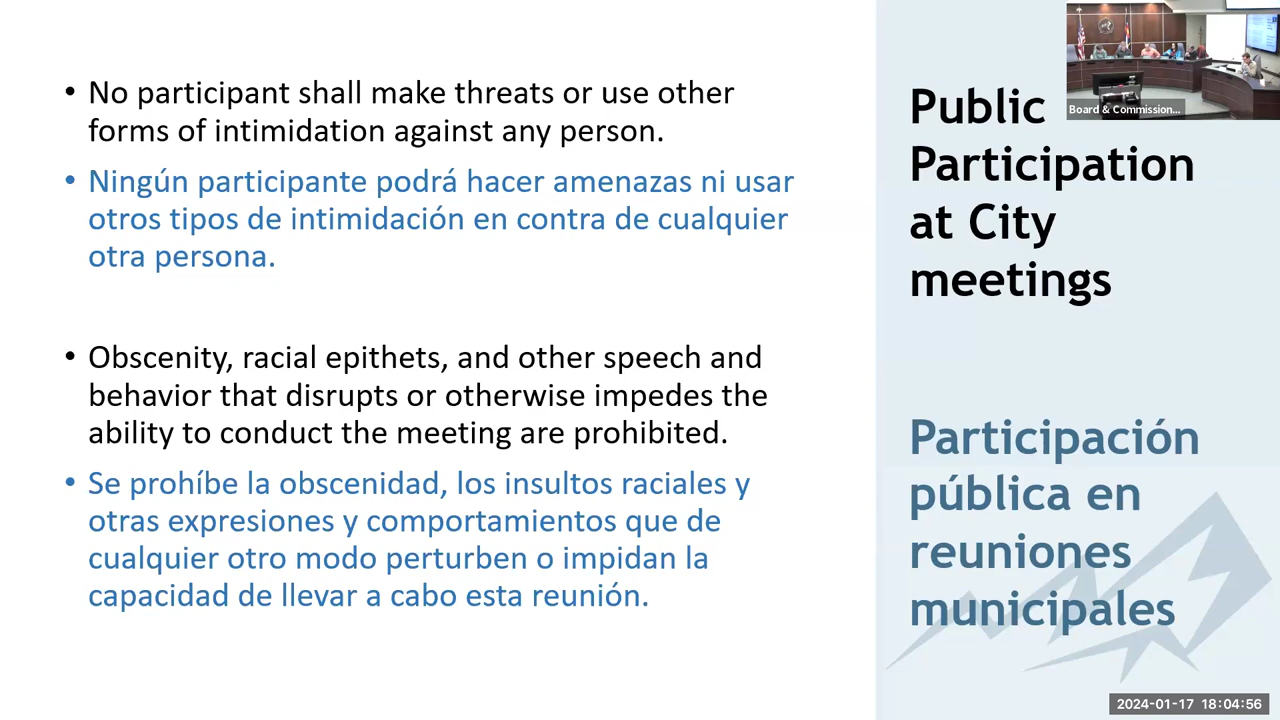 • No participant shall make threats or use other
forms of intimidation against any person.
• Ningún participante podrá hacer amenazas ni usar
otros tipos de intimidación en contra de cualquier
otra persona.
• Obscenity, racial epithets, and other speech and
behavior that disrupts or otherwise impedes the
ability to conduct the meeting are prohibited.
• Se prohíbe la obscenidad, los insultos raciales y
otras expresiones y comportamientos que de
cualquier otro modo perturben o impidan la
capacidad de llevar a cabo esta reunión.
Public
Participation
at City
meetings
Participación
pública en
reuniones
municipales
Board & Commission...
2024-01-17 18:04:56